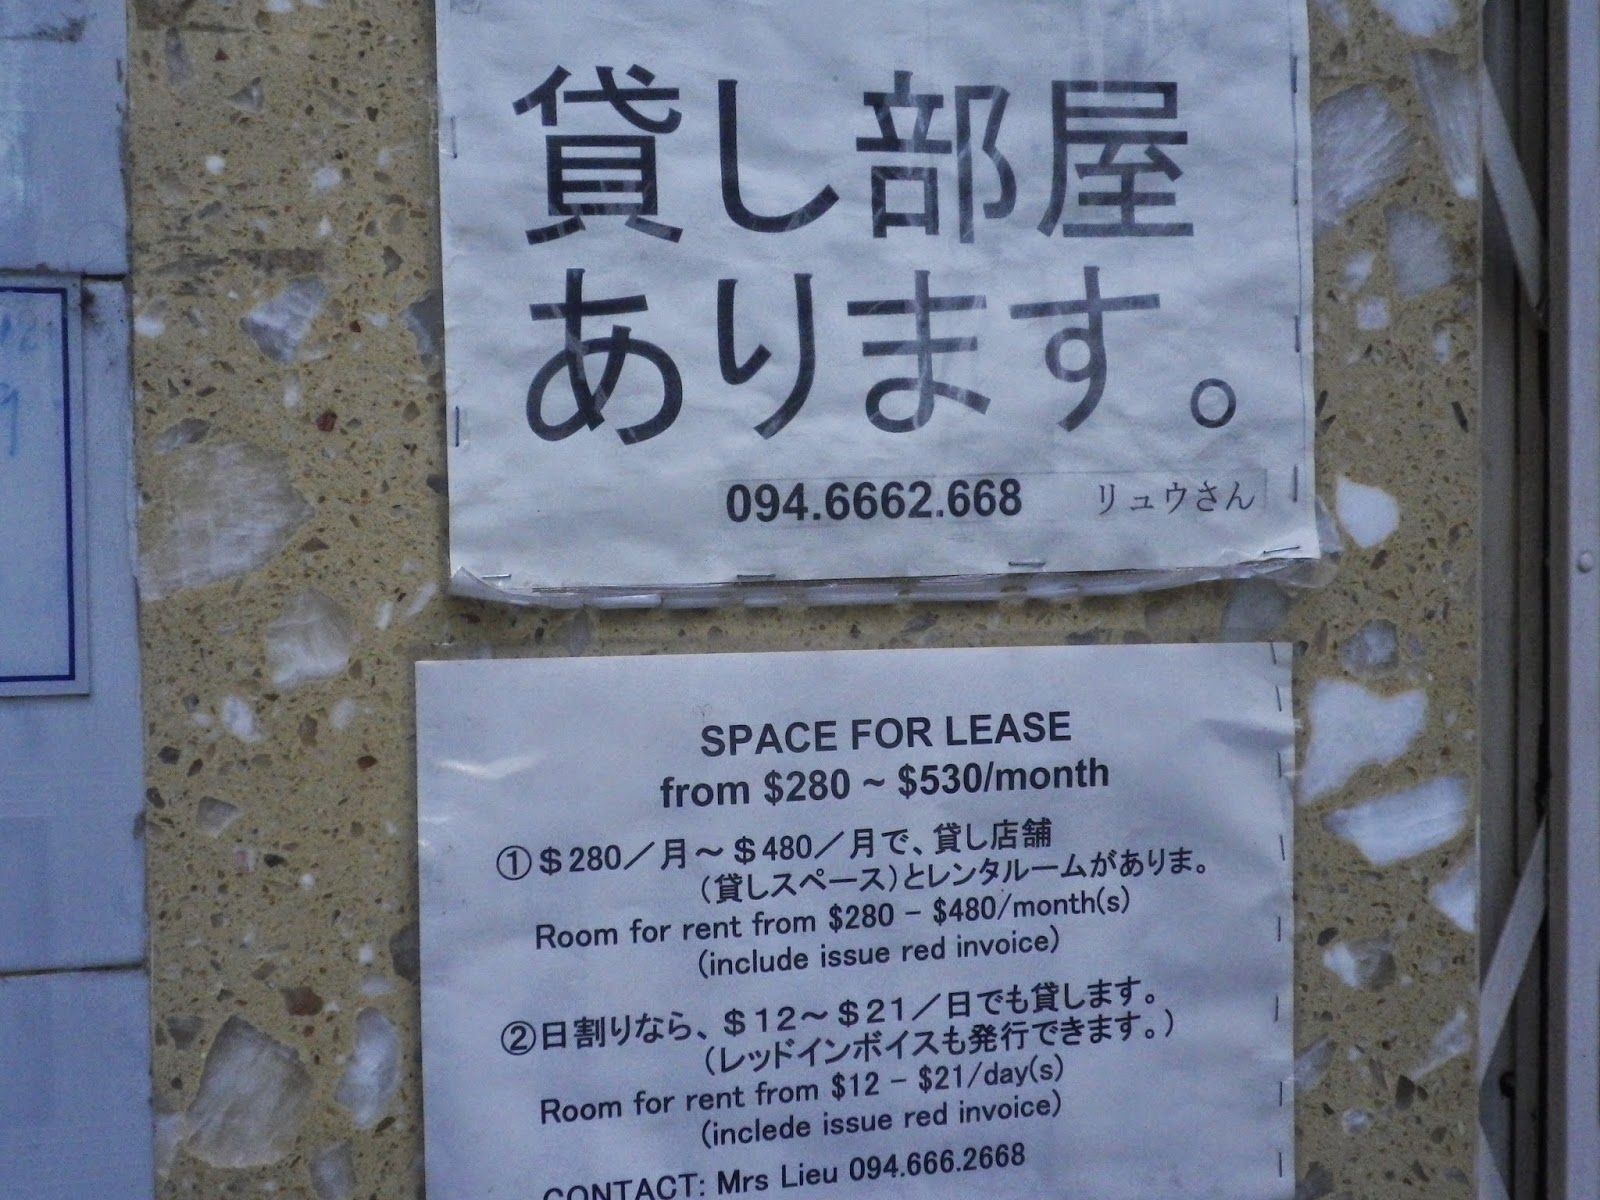 貸し部屋
あります。
094.6662.668 リュウさん
SPACE FOR LEASE
from $280 ~ $530/month
①＄280／月～＄480／月で、貸し店舗
（貸しスペース）とレンタルームがありま。
Room for rent from $280 - $480/month(s)
(include issue red invoice)
②日割りなら、＄12～＄21／日でも貸します。
（レッドインボイスも発行できます。）
Room for rent from $12 - $21/day(s)
(inclede issue red invoice)
CONTACT: Mrs Lieu 094.666.2668